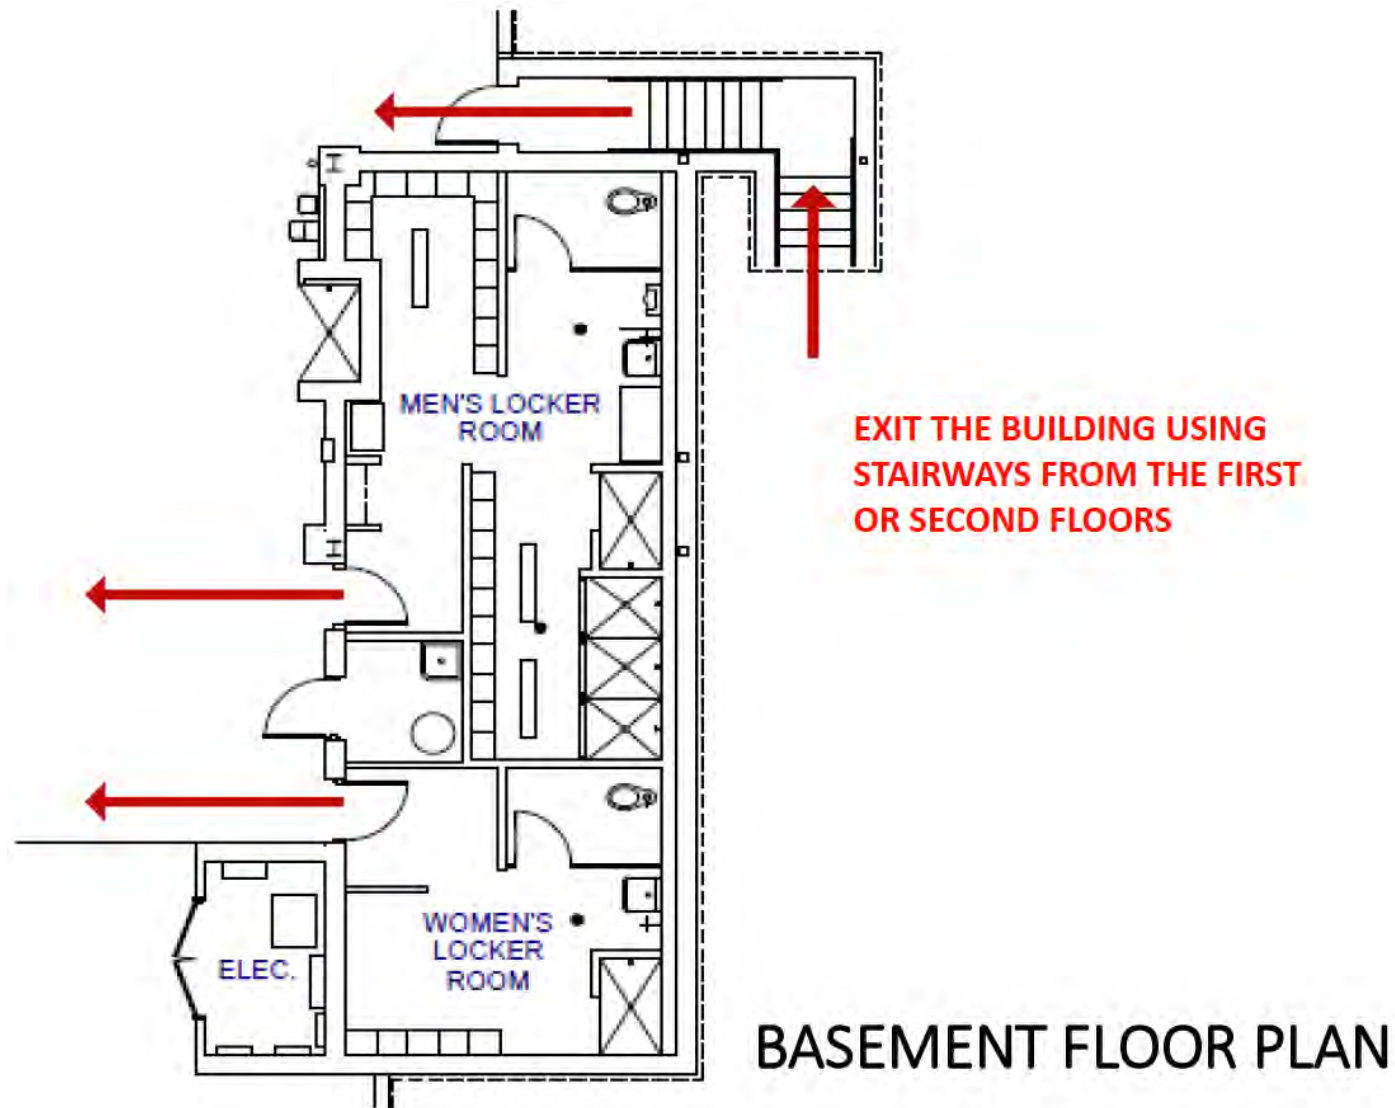 MEN'S LOCKER
ROOM
EXIT THE BUILDING USING
STAIRWAYS FROM THE FIRST
OR SECOND FLOORS
WOMEN'S
LOCKER
ROOM
ELEC.
BASEMENT FLOOR PLAN